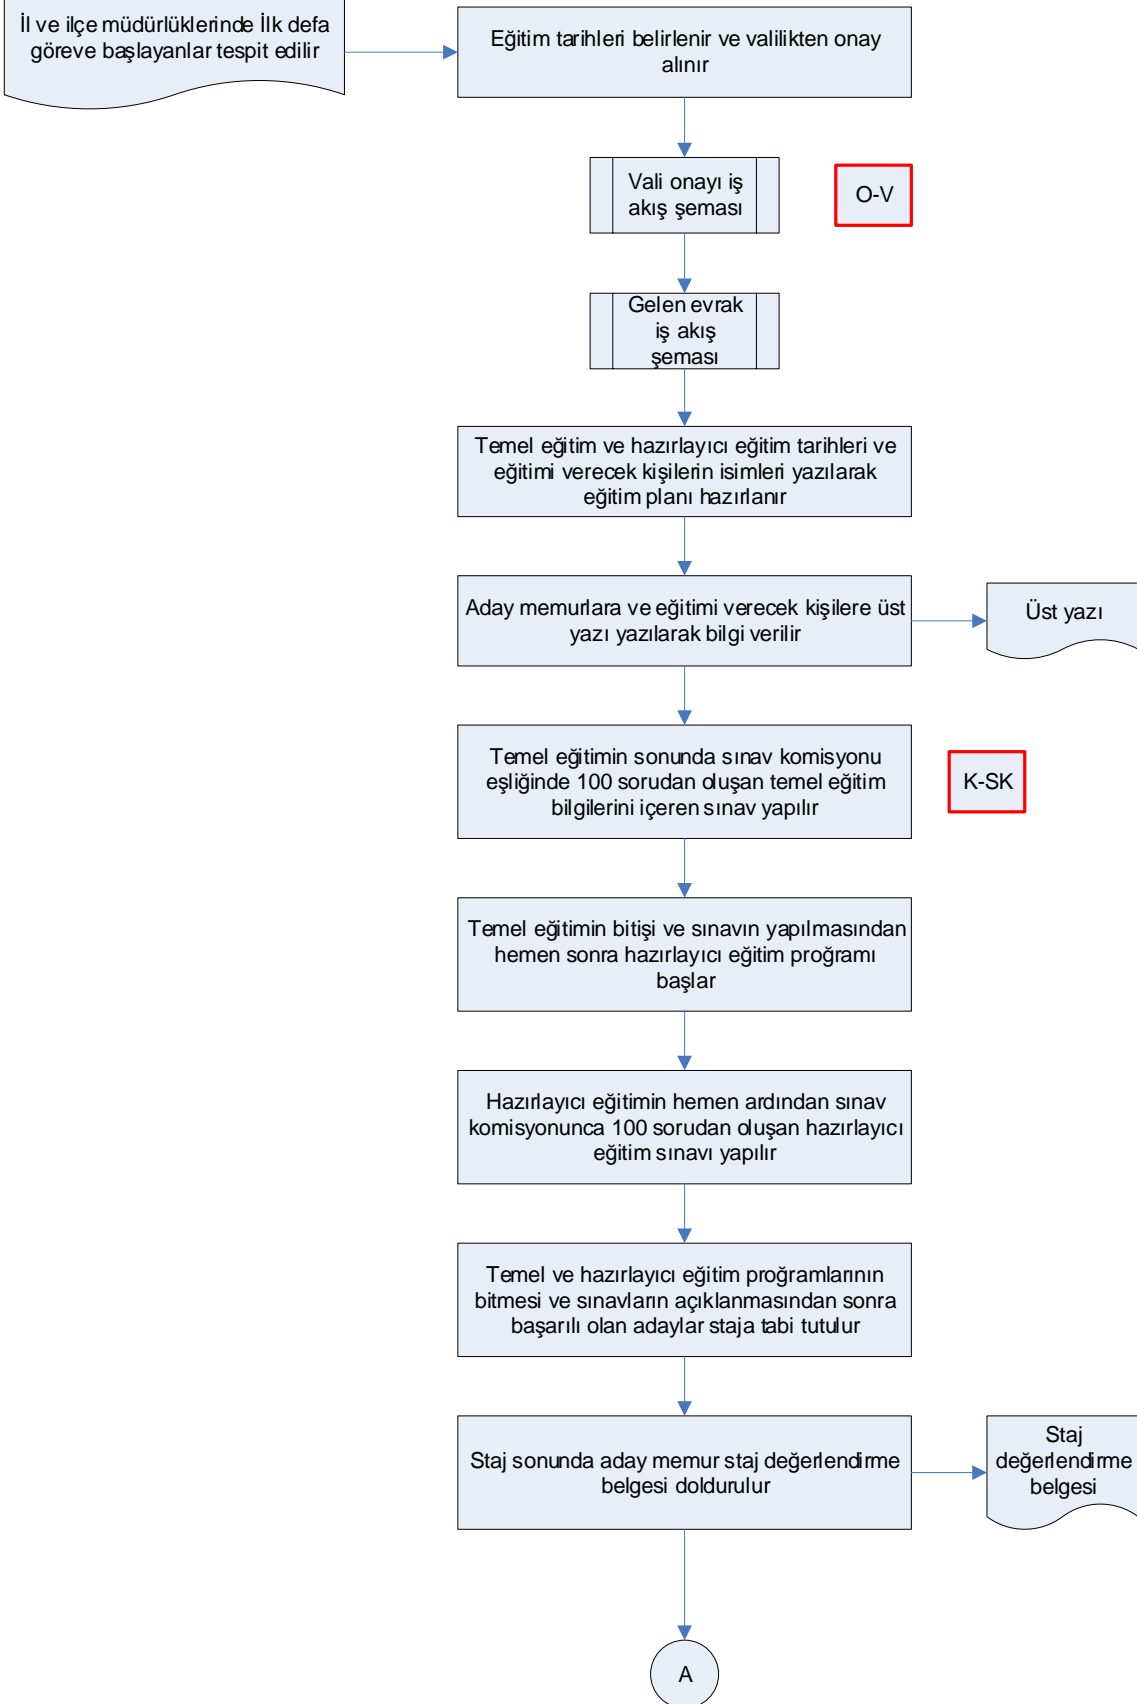 İl ve ilçe müdürlüklerinde İlk defa
göreve başlayanlar tespit edilir
Eğitim tarihleri belirlenir ve valilikten onay
alınır
Vali onayı iş
akış şeması
O-V
Gelen evrak
iş akış
şeması
Temel eğitim ve hazırlayıcı eğitim tarihleri ve
eğitimi verecek kişilerin isimleri yazılarak
eğitim planı hazırlanır
Aday memurlara ve eğitimi verecek kişilere üst
yazı yazılarak bilgi verilir
Üst yazı
Temel eğitimin sonunda sınav komisyonu
eşliğinde 100 sorudan oluşan temel eğitim
bilgilerini içeren sınav yapılır
K-SK
Temel eğitimin bitişi ve sınavın yapılmasından
hemen sonra hazırlayıcı eğitim proğramı
başlar
Hazırlayıcı eğitimin hemen ardından sınav
komisyonunca 100 sorudan oluşan hazırlayıcı
eğitim sınavı yapılır
Temel ve hazırlayıcı eğitim proğramlarının
bitmesi ve sınavların açıklanmasından sonra
başarılı olan adaylar staja tabi tutulur
Staj sonunda aday memur staj değerlendirme
belgesi doldurulur
Staj
değerlendirme
belgesi
A